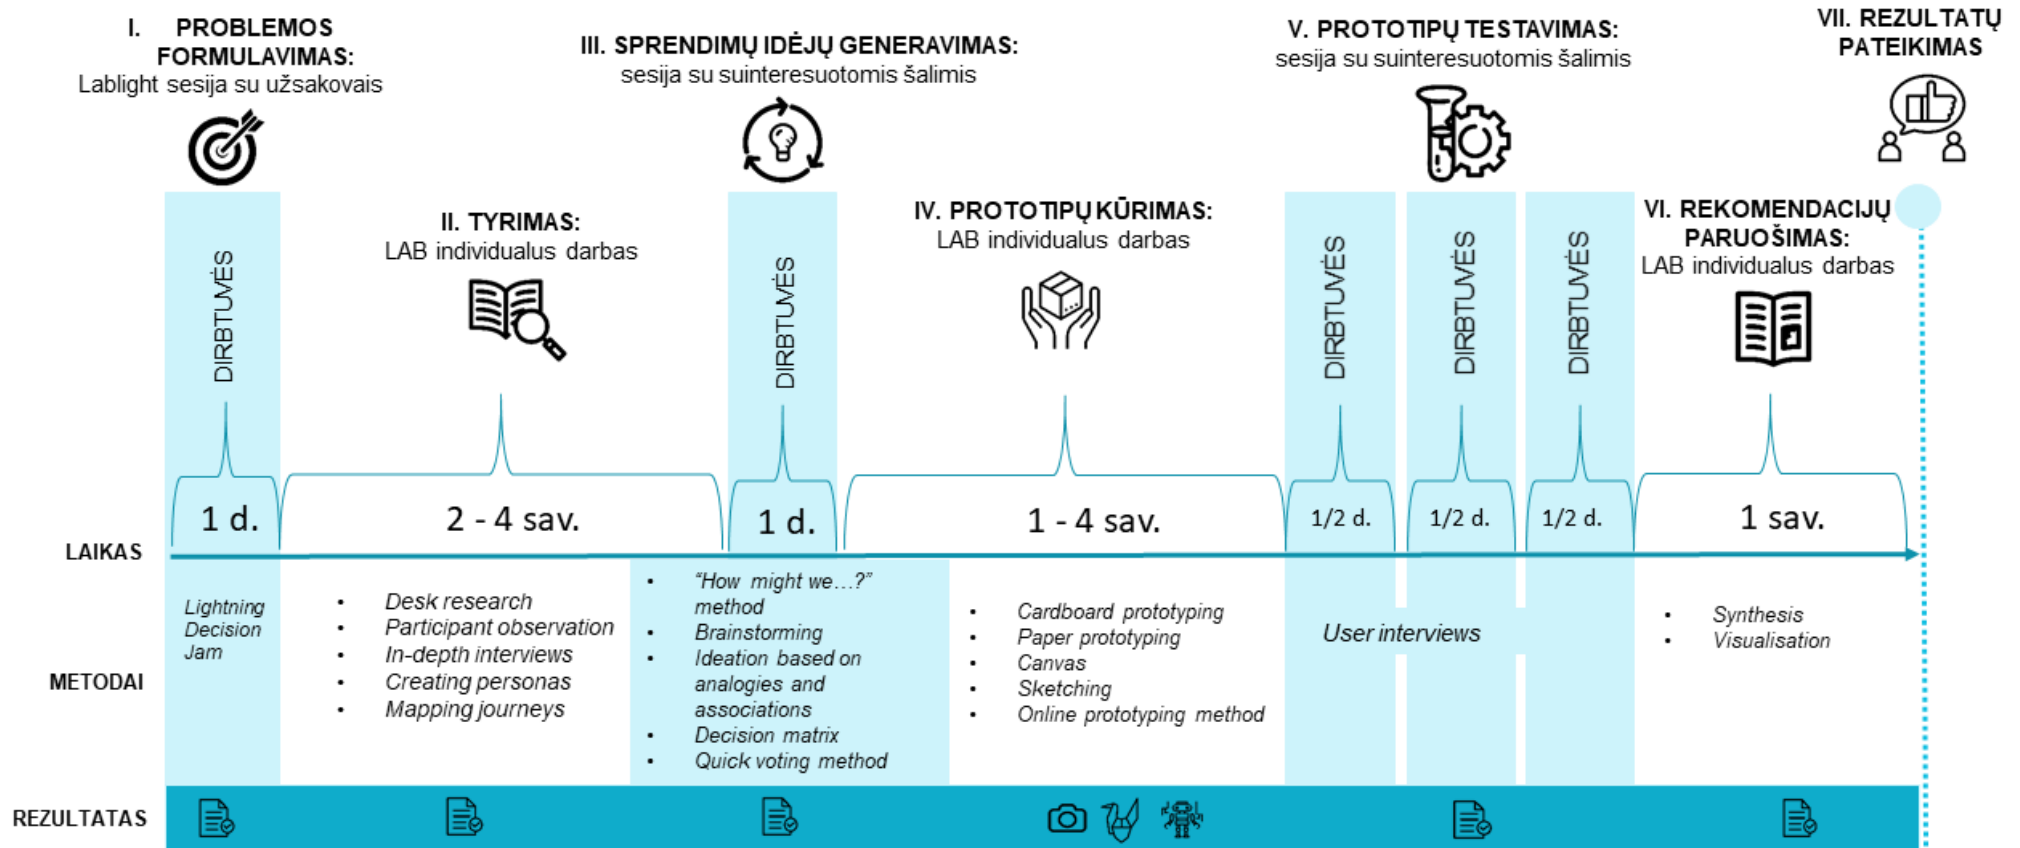 I. PROBLEMOS
FORMULAVIMAS:
Lablight sesija su užsakovais
III. SPRENDIMŲ IDĖJŲ GENERAVIMAS:
sesija su suinteresuotomis šalimis
V. PROTOTIPŲ TESTAVIMAS:
sesija su suinteresuotomis šalimis
VII. REZULTATŲ
PATEIKIMAS
II. TYRIMAS:
LAB individualus darbas
IV. PROTOTIPŲ KŪRIMAS:
LAB individualus darbas
VI. REKOMENDACIJŲ
PARUOŠIMAS:
LAB individualus darbas
DIRBTUVĖS
DIRBTUVĖS
DIRBTUVĖS
DIRBTUVĖS
DIRBTUVĖS
LAIKAS
1 d.
2 - 4 sav.
1 d.
1 - 4 sav.
1/2 d.
1/2 d.
1/2 d.
1 sav.
METODAI
Lightning
Decision
Jam
• Desk research
• Participant observation
• In-depth interviews
• Creating personas
• Mapping journeys
• "How might we…?"
method
• Brainstorming
• Ideation based on
analogies and
associations
• Decision matrix
• Quick voting method
• Cardboard prototyping
• Paper prototyping
• Canvas
• Sketching
• Online prototyping method
User interviews
• Synthesis
• Visualisation
REZULTATAS